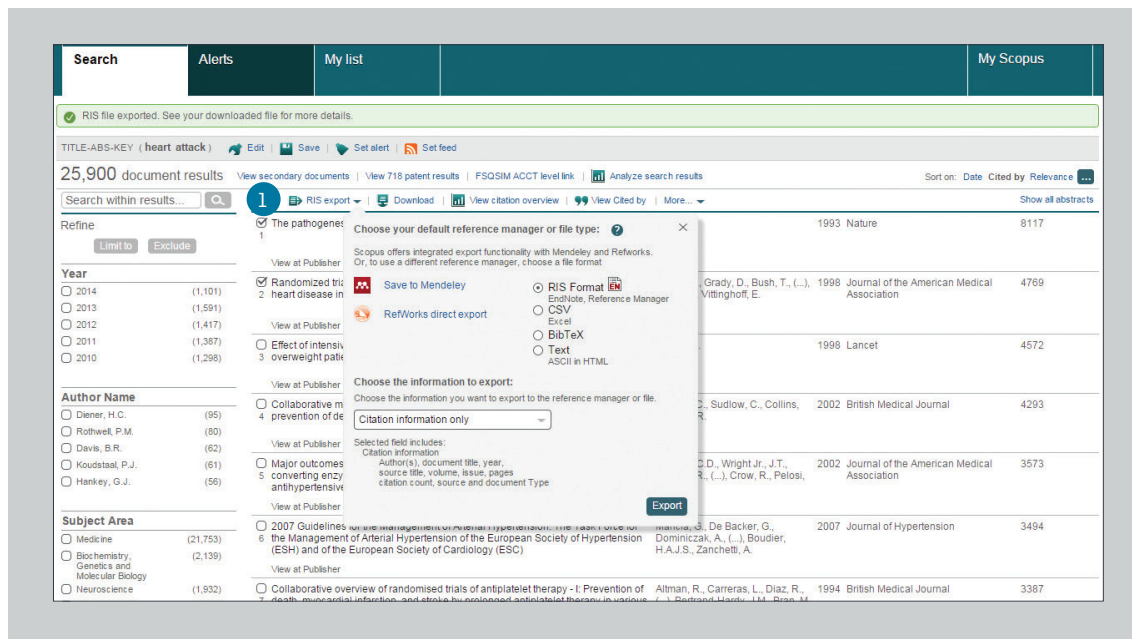 Search Alerts My list My Scopus
RIS file exported. See your downloaded file for more details.
TITLE-ABS-KEY ( heart attack ) Edit | Save | Set alert | Set feed
25,900 document results View secondary documents | View 718 patent results | FSQSIM ACCT level link | Analyze search results Sort on: Date Cited by Relevance ...
Search within results... 1 RIS export | Download | View citation overview | View Cited by | More... Show all abstracts
Refine
Limit to Exclude
Year
2014 (1,101)
2013 (1,591)
2012 (1,417)
2011 (1,387)
2010 (1,298)
Author Name
Diener, H.C. (95)
Rothwell, P.M. (80)
Davis, B.R. (62)
Koudstaal, P.J. (61)
Hankey, G.J. (56)
Subject Area
Medicine (21,753)
Biochemistry, (2,139)
Genetics and
Molecular Biology
Neuroscience (1,932)
The pathogenes 1993 Nature 8117
1
View at Publisher
Randomized tria , Grady, D., Bush, T., (...), 1998 Journal of the American Medical 4769
2 heart disease in Vittinghoff, E. Association
View at Publisher
Effect of intensiv 1998 Lancet 4572
3 overweight patie
View at Publisher
Collaborative m C., Sudlow, C., Collins, 2002 British Medical Journal 4293
4 prevention of de R.
View at Publisher
Major outcomes C.D., Wright Jr., J.T., 2002 Journal of the American Medical 3573
5 converting enzy R., (...), Crow, R., Pelosi, Association
antihypertensive
View at Publisher
2007 Guidelines for the Management of Arterial Hypertension: The Task Force for Mancia, G., De Backer, G., 2007 Journal of Hypertension 3494
6 the Management of Arterial Hypertension of the European Society of Hypertension Dominiczak, A., (...), Boudier,
(ESH) and of the European Society of Cardiology (ESC) H.A.J.S., Zanchetti, A.
View at Publisher
Collaborative overview of randomised trials of antiplatelet therapy - I: Prevention of Altman, R., Carreras, L., Diaz, R., 1994 British Medical Journal 3387
7 death, myocardial infarction, and stroke by prolonged antiplatelet therapy in various (...), Bertrand-Hardy, J.M., Bran, M
Choose your default reference manager or file type: ?
Scopus offers integrated export functionality with Mendeley and Refworks.
Or, to use a different reference manager, choose a file format
Save to Mendeley
RefWorks direct export
RIS Format EN
EndNote, Reference Manager
CSV
Excel
BibTeX
Text
ASCII in HTML
Choose the information to export:
Choose the information you want to export to the reference manager or file.
Citation information only
Selected field includes:
Citation information
Author(s), document title, year,
source title, volume, issue, pages
citation count, source and document Type
Export